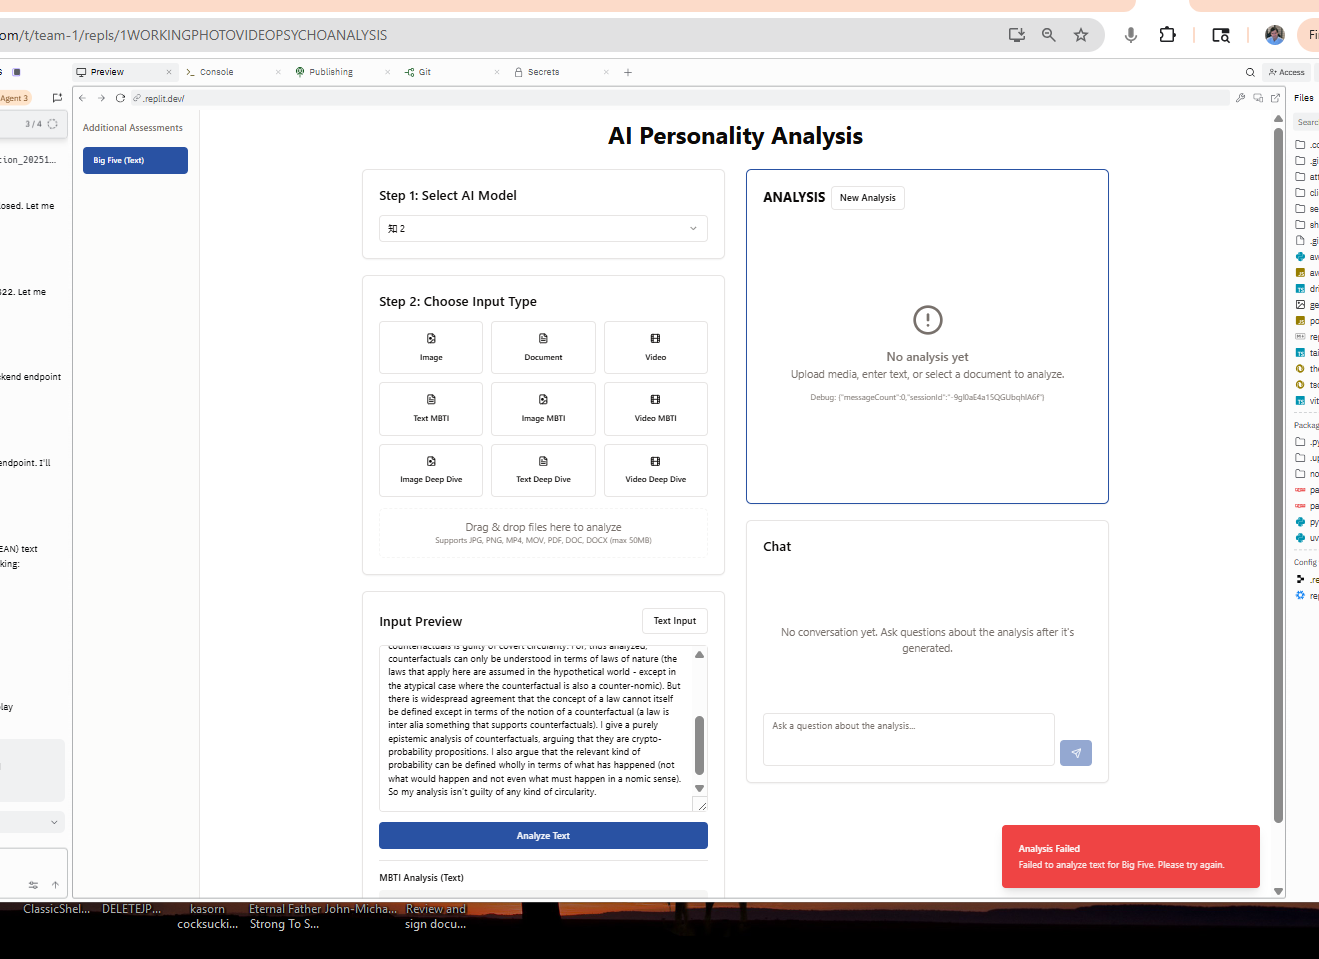 om/t/team-1/repls/1WORKINGPHOTOVIDEOPSYCHOANALYSIS
Preview
Console
Publishing
Git
Secrets
Access
Agent 3
.replit.dev/
Files
3 / 4
Additional Assessments
Big Five (Text)
losed. Let me
822. Let me
kend endpoint
endpoint. I'll
EAN) text
king:
play
AI Personality Analysis
Step 1: Select AI Model
知 2
Step 2: Choose Input Type
Image
Document
Video
Text MBTI
Image MBTI
Video MBTI
Image Deep Dive
Text Deep Dive
Video Deep Dive
Drag & drop files here to analyze
Supports JPG, PNG, MP4, MOV, PDF, DOC, DOCX (max 50MB)
Input Preview
Text Input
counterfactuals is guilty of covert circularity. For, thus analyzed,
counterfactuals can only be understood in terms of laws of nature (the
laws that apply here are assumed in the hypothetical world - except in
the atypical case where the counterfactual is also a counter-nomic). But
there is widespread agreement that the concept of a law cannot itself
be defined except in terms of the notion of a counterfactual (a law is
inter alia something that supports counterfactuals). I give a purely
epistemic analysis of counterfactuals, arguing that they are crypto-
probability propositions. I also argue that the relevant kind of
probability can be defined wholly in terms of what has happened (not
what would happen and not even what must happen in a nomic sense).
So my analysis isn't guilty of any kind of circularity.
Analyze Text
MBTI Analysis (Text)
ANALYSIS
New Analysis
No analysis yet
Upload media, enter text, or select a document to analyze.
Debug: {"messageCount":0,"sessionId":"-9gl0aE4a15QGUbqhIA6f"}
Chat
No conversation yet. Ask questions about the analysis after it's
generated.
Ask a question about the analysis...
Analysis Failed
Failed to analyze text for Big Five. Please try again.
Searc
.co
.gi
att
cli
se
sh
.gi
aw
aw
dri
ge
po
rep
tai
the
tsc
vit
Packag
.py
.up
no
pa
pa
py
uv
Config
.re
rep
ClassicShel...
DELETEJP...
kasorn
cocksucki...
Eternal Father
Strong To S...
John-Micha...
Review and
sign docu...